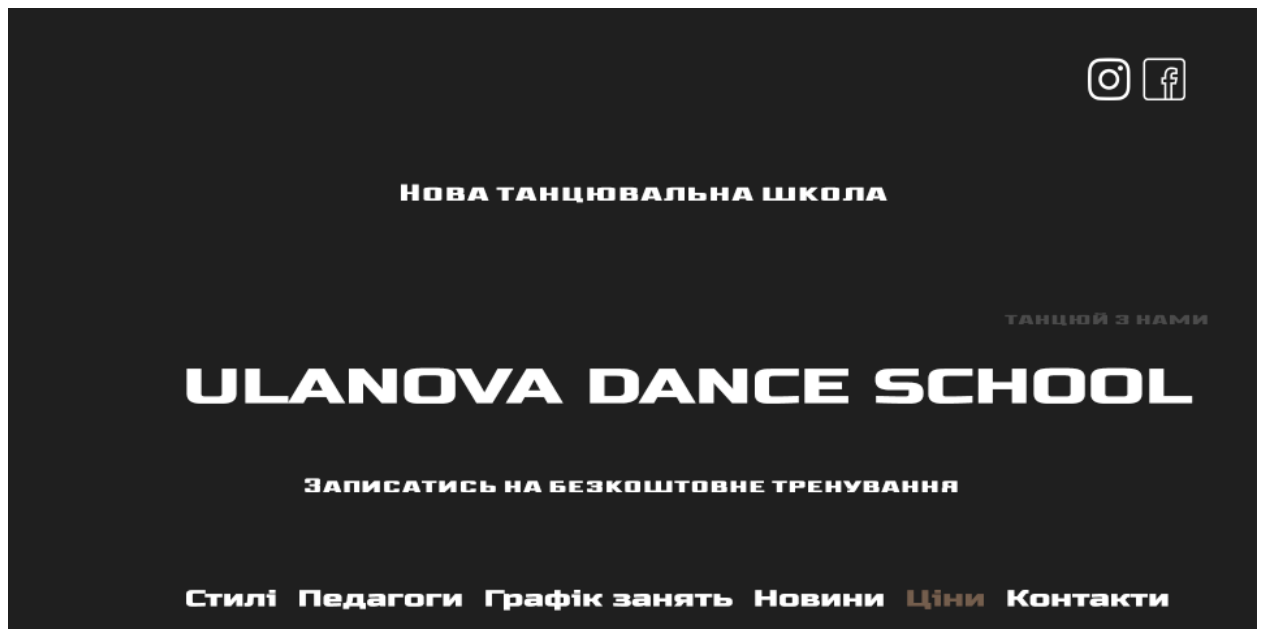 Нова танцювальна школа
танцюй з нами
ULANOVA DANCE SCHOOL
Записатись на безкоштовне тренування
Стилі Педагоги Графік занять Новини Ціни Контакти